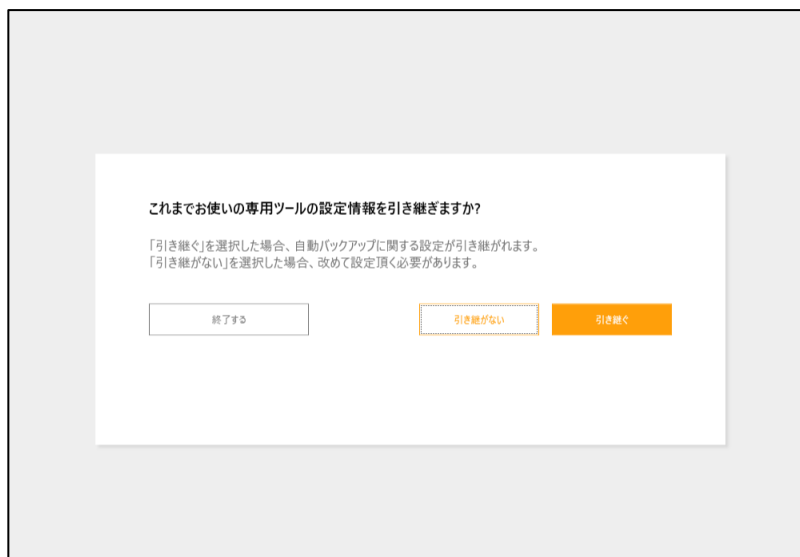 これまでお使いの専用ツールの設定情報を引き継ぎますか?
「引き継ぐ」を選択した場合、自動バックアップに関する設定が引き継がれます。
「引き継がない」を選択した場合、改めて設定頂く必要があります。
終了する
引き継がない
引き継ぐ